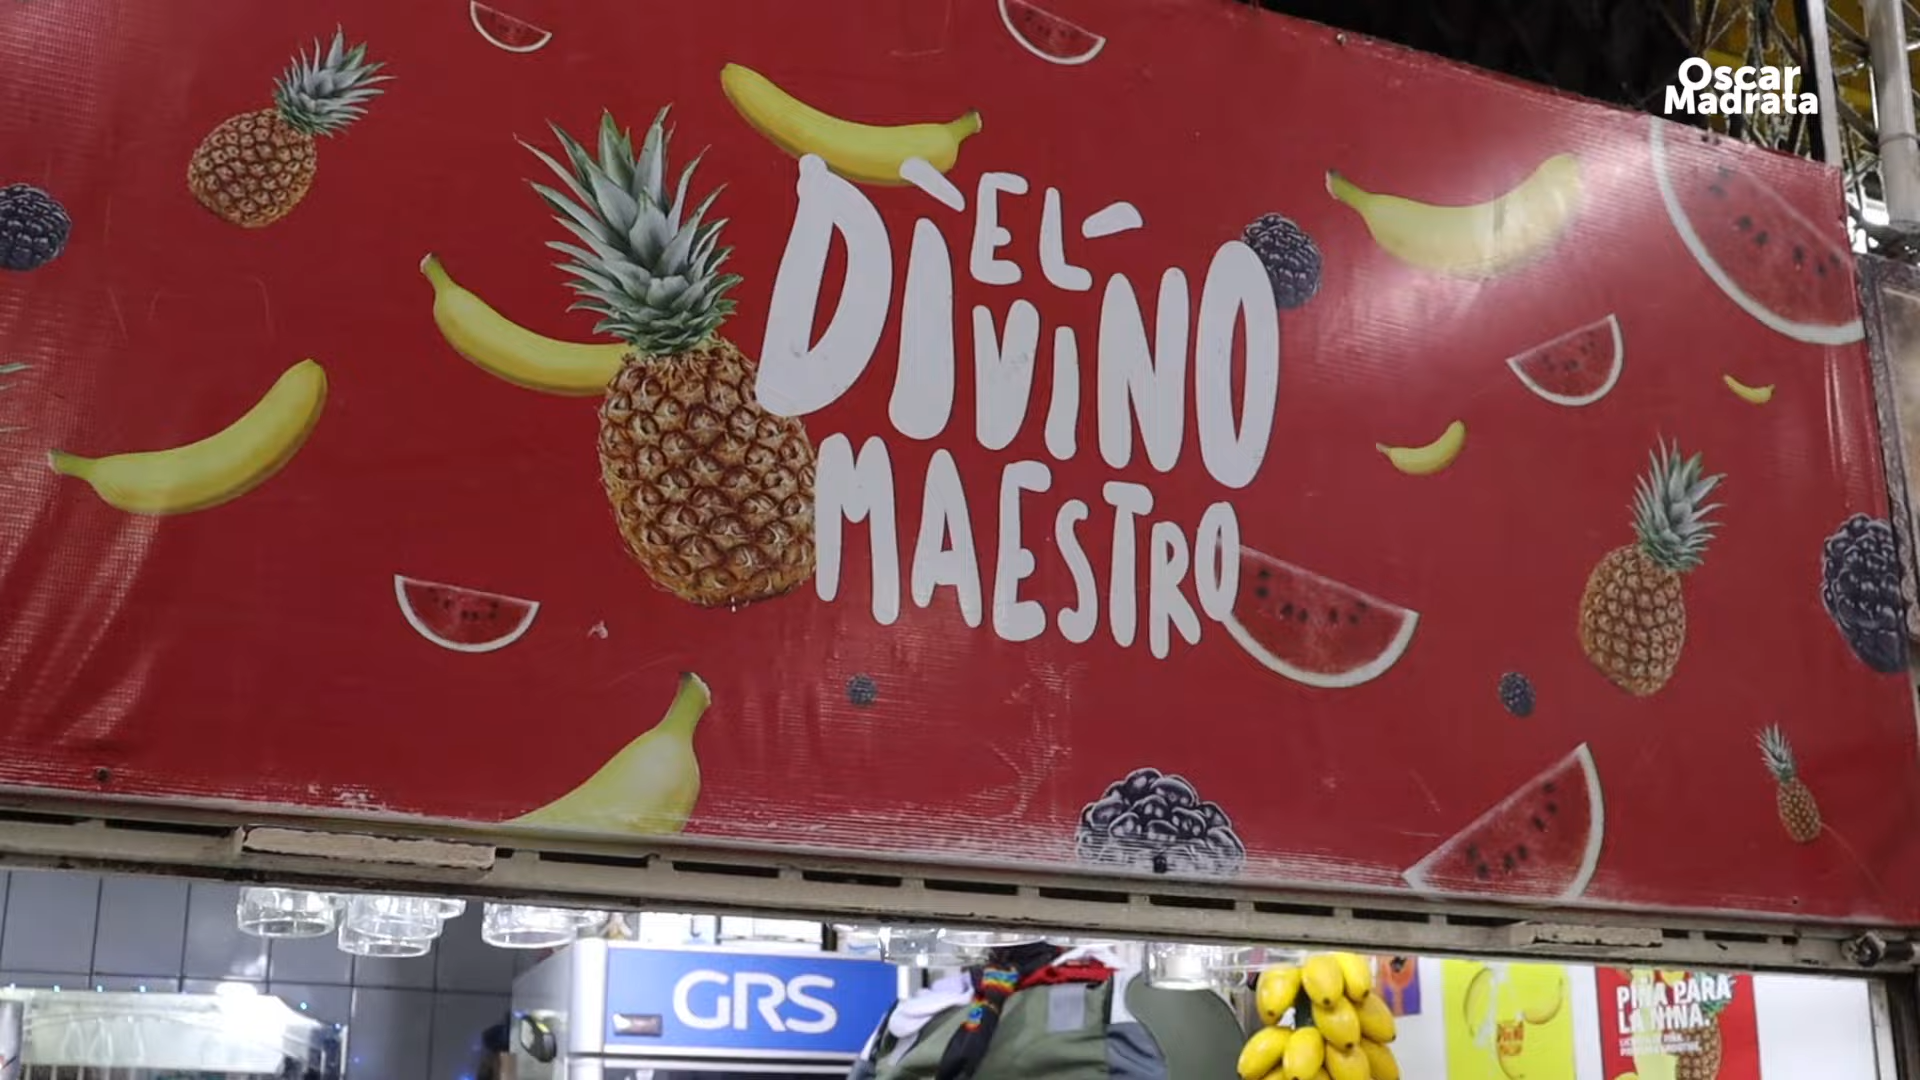 Oscar
Madrata
EL
DIVINO
MAESTRO
GRS
PIÑA PARA
LA NIÑA.